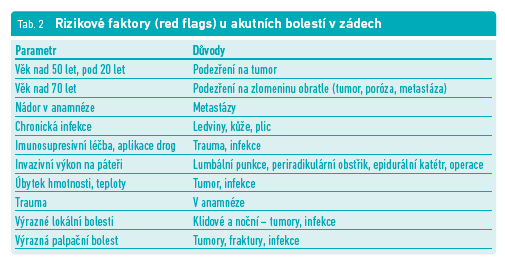 Tab. 2 Rizikové faktory (red flags) u akutních bolestí v zádech
Parametr Důvody
Věk nad 50 let, pod 20 let Podezření na tumor
Věk nad 70 let Podezření na zlomeninu obratle (tumor, poróza, metastáza)
Nádor v anamnéze Metastázy
Chronická infekce Ledviny, kůže, plic
Imunosupresivní léčba, aplikace drog Trauma, infekce
Invazivní výkon na páteři Lumbální punkce, periradikulární obstřik, epidurální katétr, operace
Úbytek hmotnosti, teploty Tumor, infekce
Trauma V anamnéze
Výrazné lokální bolesti Klidové a noční – tumory, infekce
Výrazná palpační bolest Tumory, fraktury, infekce